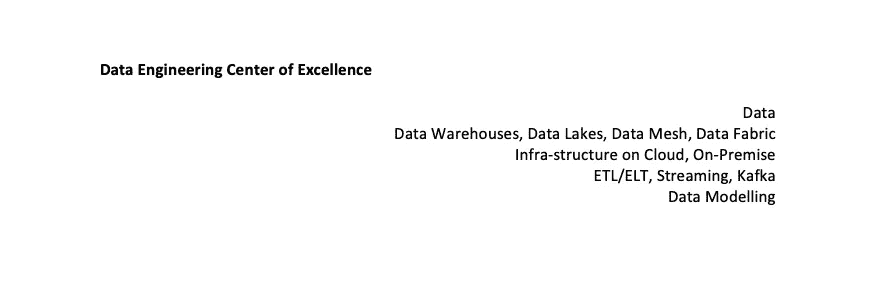 Data Engineering Center of Excellence
Data
Data Warehouses, Data Lakes, Data Mesh, Data Fabric
Infra-structure on Cloud, On-Premise
ETL/ELT, Streaming, Kafka
Data Modelling